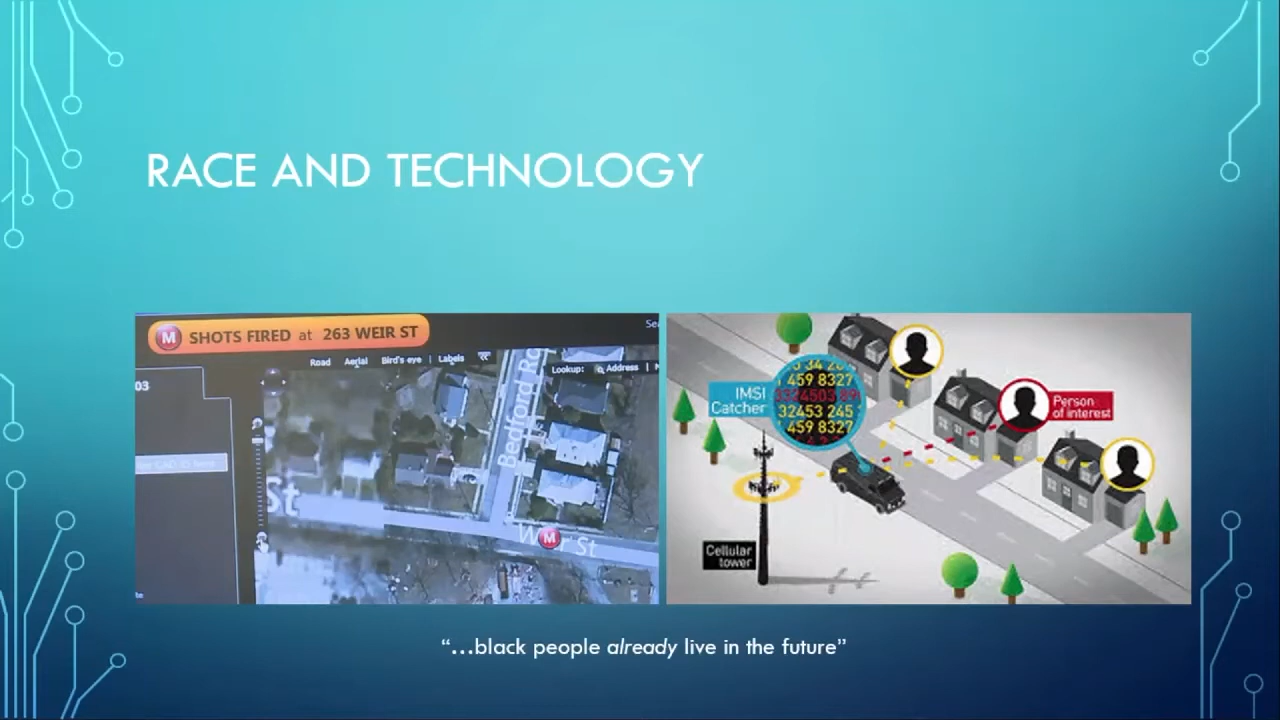 RACE AND TECHNOLOGY
M SHOTS FIRED at 263 WEIR ST
Road Aerial Bird's eye | Labels
Lookup: Address
03
Bedford
St
St
M
IMSI
Catcher
459 8327
32453 245
459 8327
Person
of interest
Cellular
tower
“...black people already live in the future”